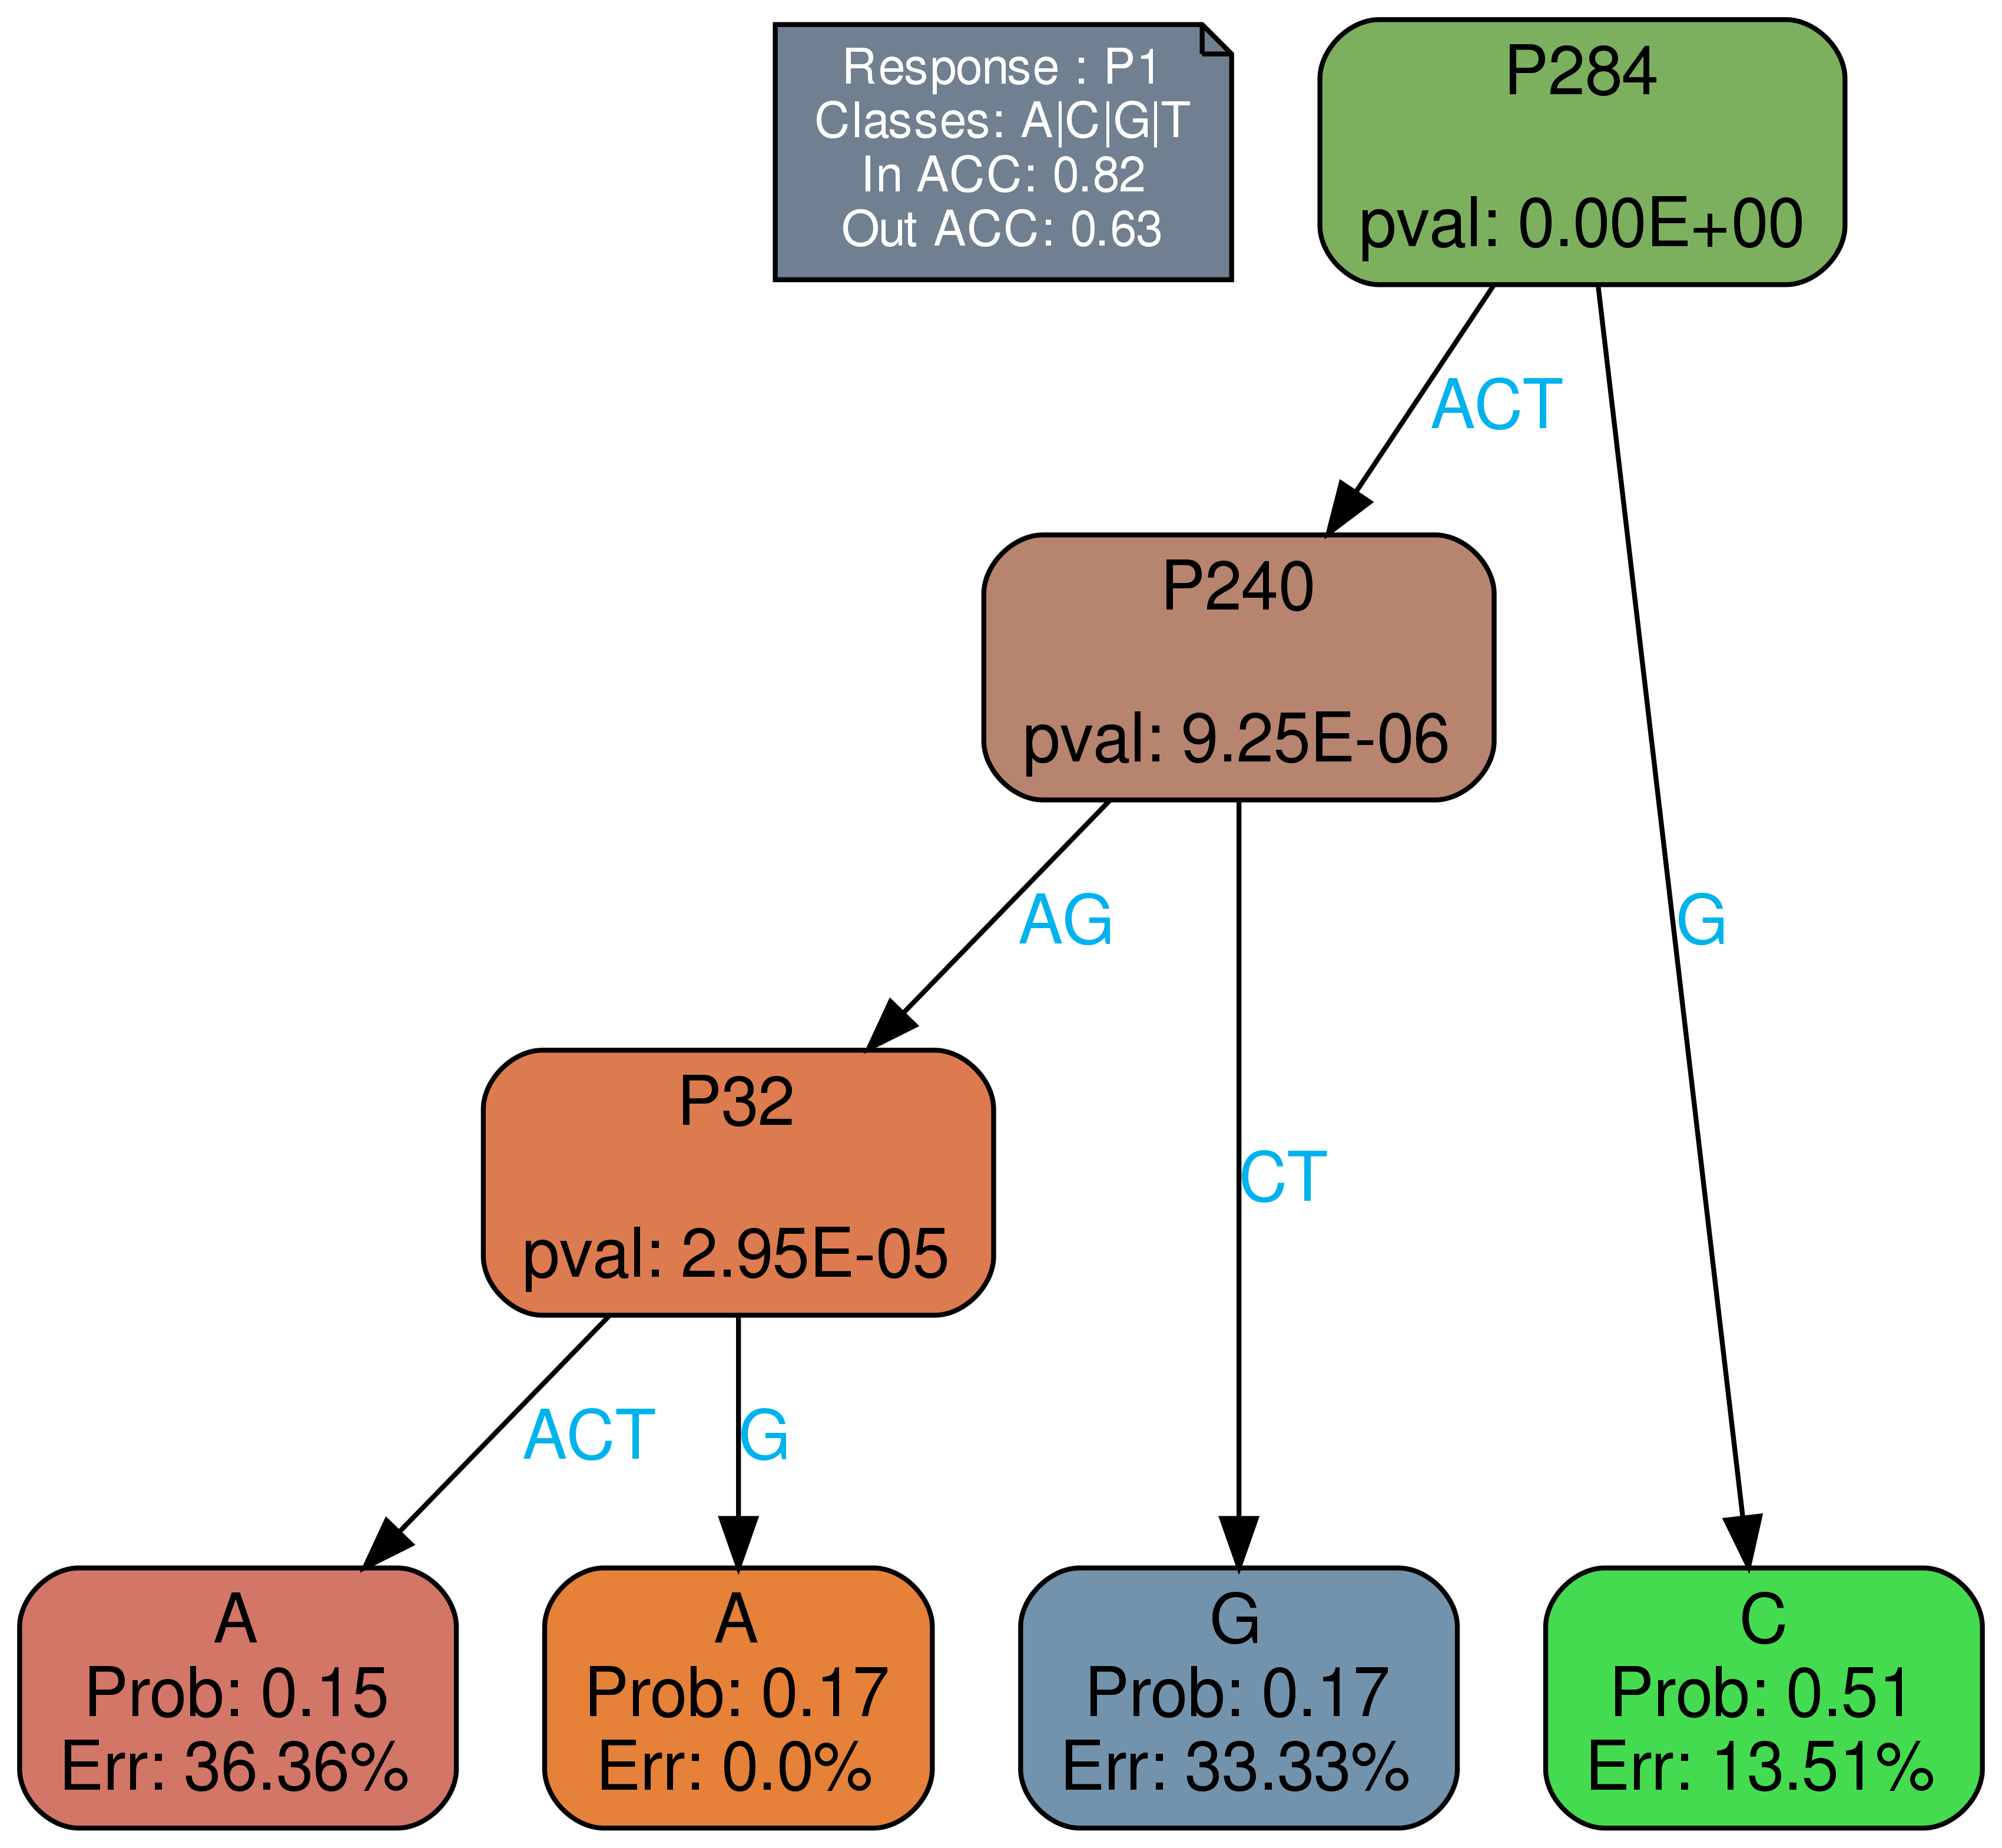 Response : P1
Classes: A|C|G|T
In ACC: 0.82
Out ACC: 0.63
P284
pval: 0.00E+00
ACT
P240
pval: 9.25E-06
AG
G
P32
pval: 2.95E-05
CT
ACT
G
A
Prob: 0.15
Err: 36.36%
A
Prob: 0.17
Err: 0.0%
G
Prob: 0.17
Err: 33.33%
C
Prob: 0.51
Err: 13.51%